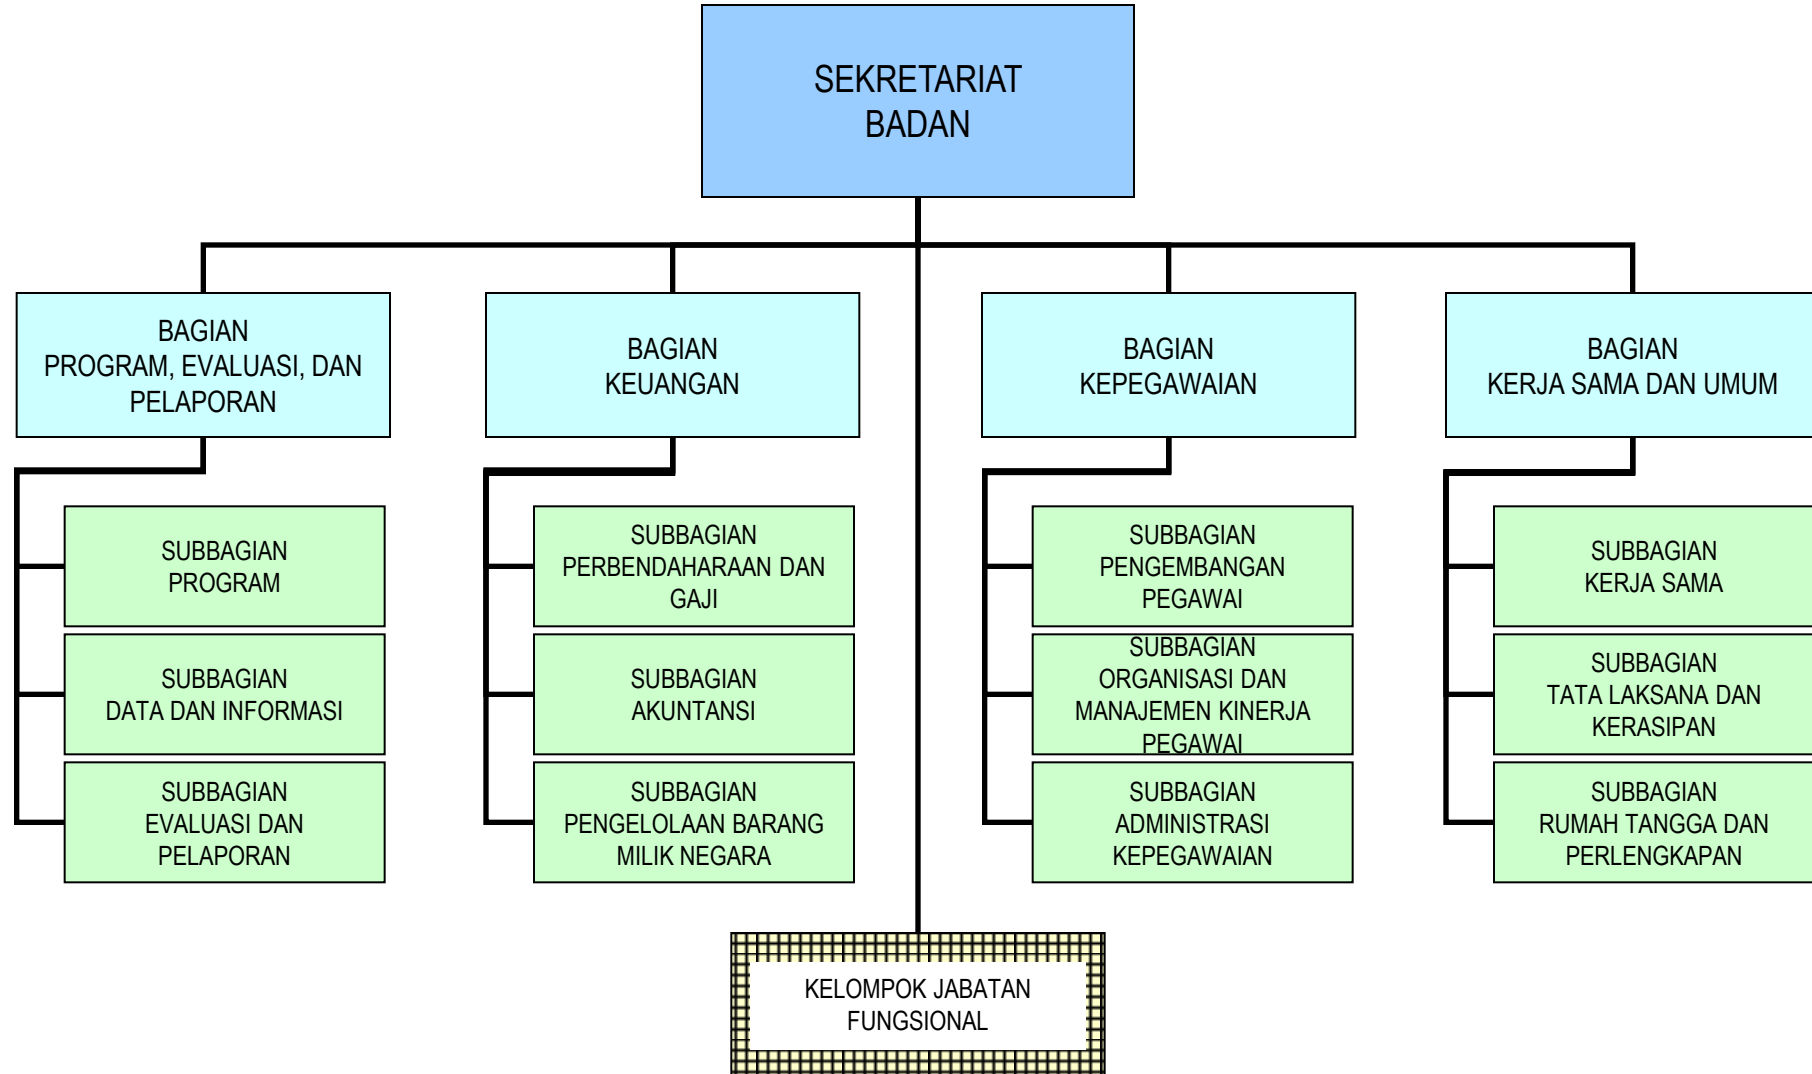 SEKRETARIAT
BADAN
BAGIAN
PROGRAM, EVALUASI, DAN
PELAPORAN
BAGIAN
KEUANGAN
BAGIAN
KEPEGAWAIAN
BAGIAN
KERJA SAMA DAN UMUM
SUBBAGIAN
PROGRAM
SUBBAGIAN
PERBENDAHARAAN DAN
GAJI
SUBBAGIAN
PENGEMBANGAN
PEGAWAI
SUBBAGIAN
KERJA SAMA
SUBBAGIAN
DATA DAN INFORMASI
SUBBAGIAN
AKUNTANSI
SUBBAGIAN
ORGANISASI DAN
MANAJEMEN KINERJA
PEGAWAI
SUBBAGIAN
TATA LAKSANA DAN
KERASIPAN
SUBBAGIAN
EVALUASI DAN
PELAPORAN
SUBBAGIAN
PENGELOLAAN BARANG
MILIK NEGARA
SUBBAGIAN
ADMINISTRASI
KEPEGAWAIAN
SUBBAGIAN
RUMAH TANGGA DAN
PERLENGKAPAN
KELOMPOK JABATAN
FUNGSIONAL